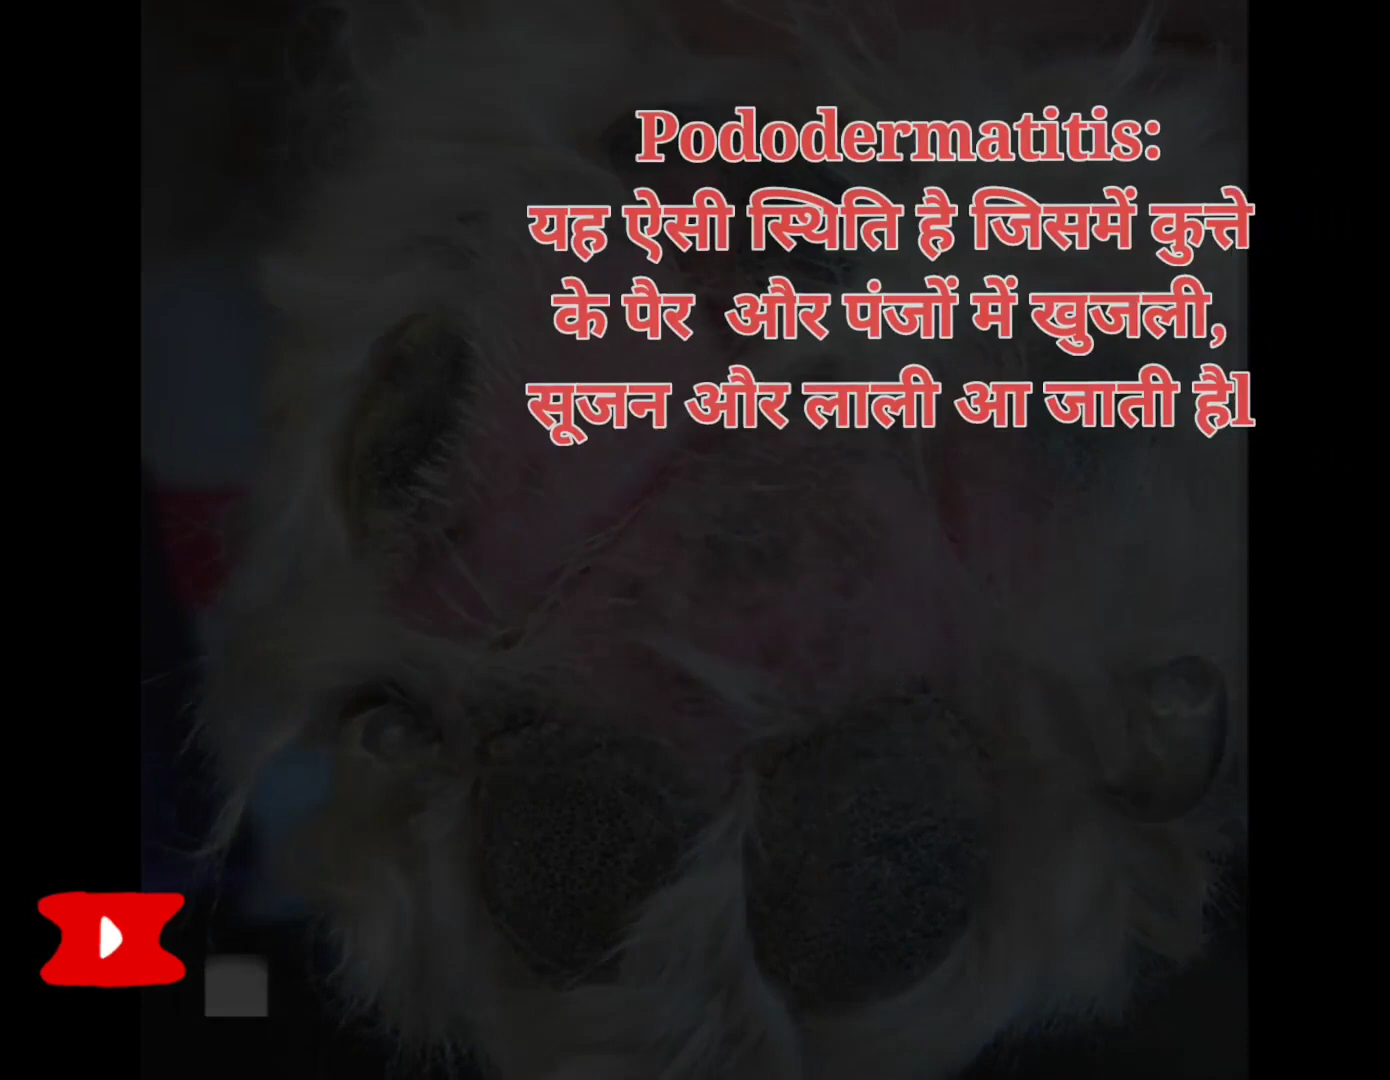 Pododermatitis:
यह ऐसी स्थिति है जिसमें कुत्ते
के पैर और पंजों में खुजली,
सूजन और लाली आ जाती हैl